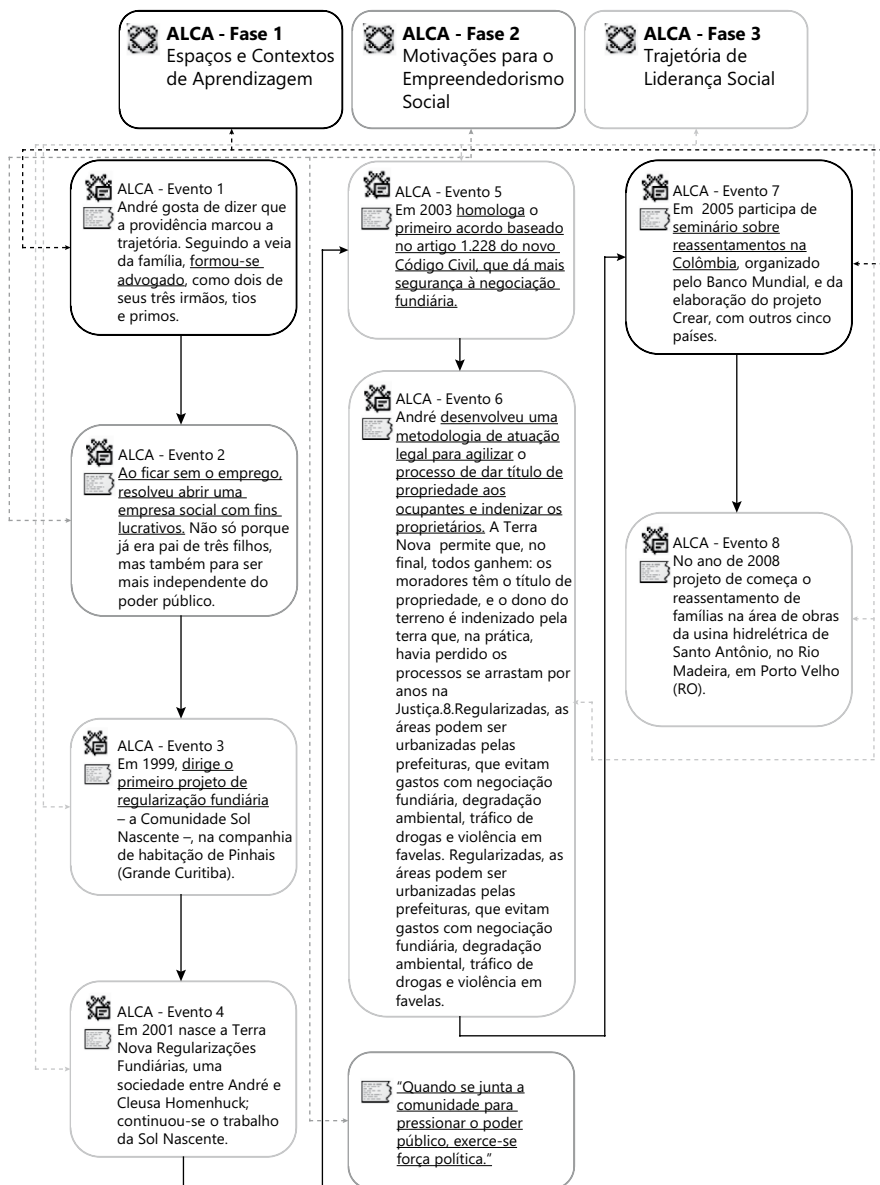 ALCA - Fase 1
Espaços e Contextos
de Aprendizagem
ALCA - Fase 2
Motivações para o
Empreendedorismo
Social
ALCA - Fase 3
Trajetória de
Liderança Social
ALCA - Evento 1
André gosta de dizer que
a providência marcou a
trajetória. Seguindo a veia
da família, formou-se
advogado, como dois de
seus três irmãos, tios
e primos.
ALCA - Evento 2
Ao ficar sem o emprego,
resolveu abrir uma
empresa social com fins
lucrativos. Não só porque
já era pai de três filhos,
mas também para ser
mais independente do
poder público.
ALCA - Evento 3
Em 1999, dirige o
primeiro projeto de
regularização fundiária
– a Comunidade Sol
Nascente –, na companhia
de habitação de Pinhais
(Grande Curitiba).
ALCA - Evento 4
Em 2001 nasce a Terra
Nova Regularizações
Fundiárias, uma
sociedade entre André e
Cleusa Homenhuck;
continuou-se o trabalho
da Sol Nascente.
ALCA - Evento 5
Em 2003 homologa o
primeiro acordo baseado
no artigo 1.228 do novo
Código Civil, que dá mais
segurança à negociação
fundiária.
ALCA - Evento 6
André desenvolveu uma
metodologia de atuação
legal para agilizar o
processo de dar título de
propriedade aos
ocupantes e indenizar os
proprietários. A Terra
Nova permite que, no
final, todos ganhem: os
moradores têm o título de
propriedade, e o dono do
terreno é indenizado pela
terra que, na prática,
havia perdido os
processos se arrastam por
anos na
Justiça.8.Regularizadas, as
áreas podem ser
urbanizadas pelas
prefeituras, que evitam
gastos com negociação
fundiária, degradação
ambiental, tráfico de
drogas e violência em
favelas. Regularizadas, as
áreas podem ser
urbanizadas pelas
prefeituras, que evitam
gastos com negociação
fundiária, degradação
ambiental, tráfico de
drogas e violência em
favelas.
"Quando se junta a
comunidade para
pressionar o poder
público, exerce-se
força política."
ALCA - Evento 7
Em 2005 participa de
seminário sobre
reassentamentos na
Colômbia, organizado
pelo Banco Mundial, e da
elaboração do projeto
Crear, com outros cinco
países.
ALCA - Evento 8
No ano de 2008
projeto de começa o
reassentamento de
famílias na área de obras
da usina hidrelétrica de
Santo Antônio, no Rio
Madeira, em Porto Velho
(RO).